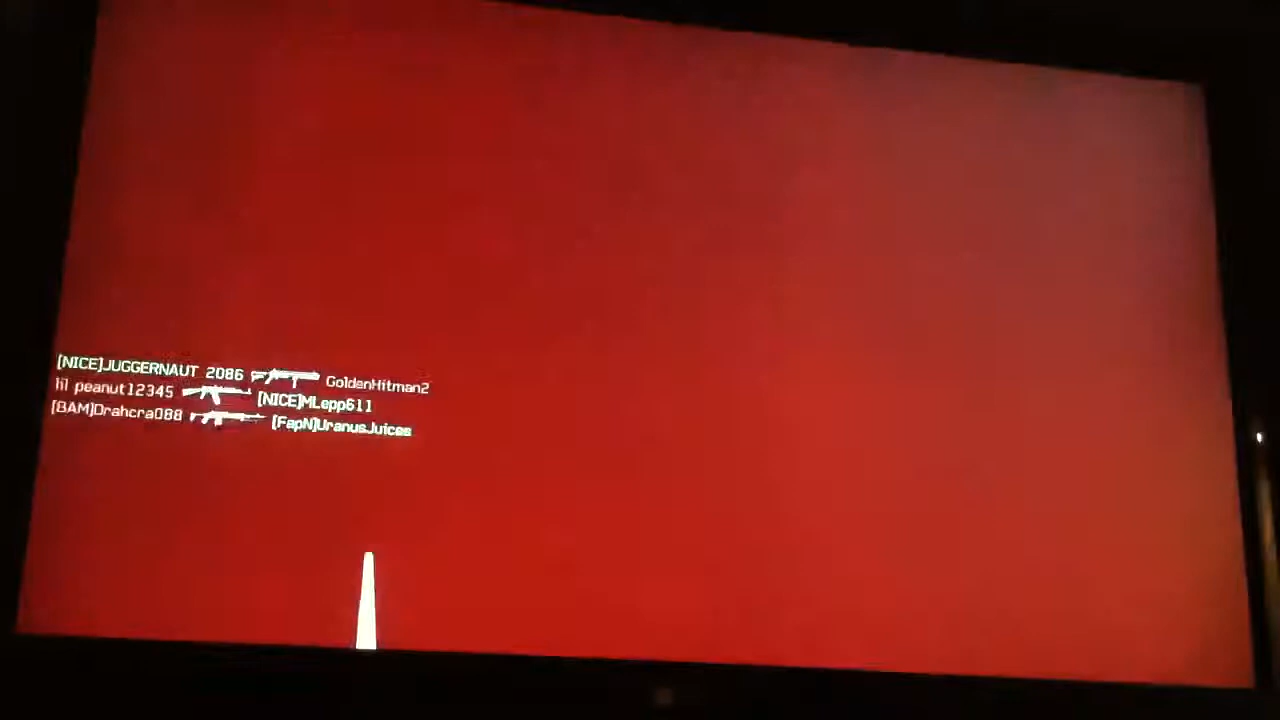 [NICE]JUGGERNAUT 2086 GoldenHitman2
lil peanut12345 [NICE]MLepp611
[BAM]Drahcra088 [FapN]UranusJuices